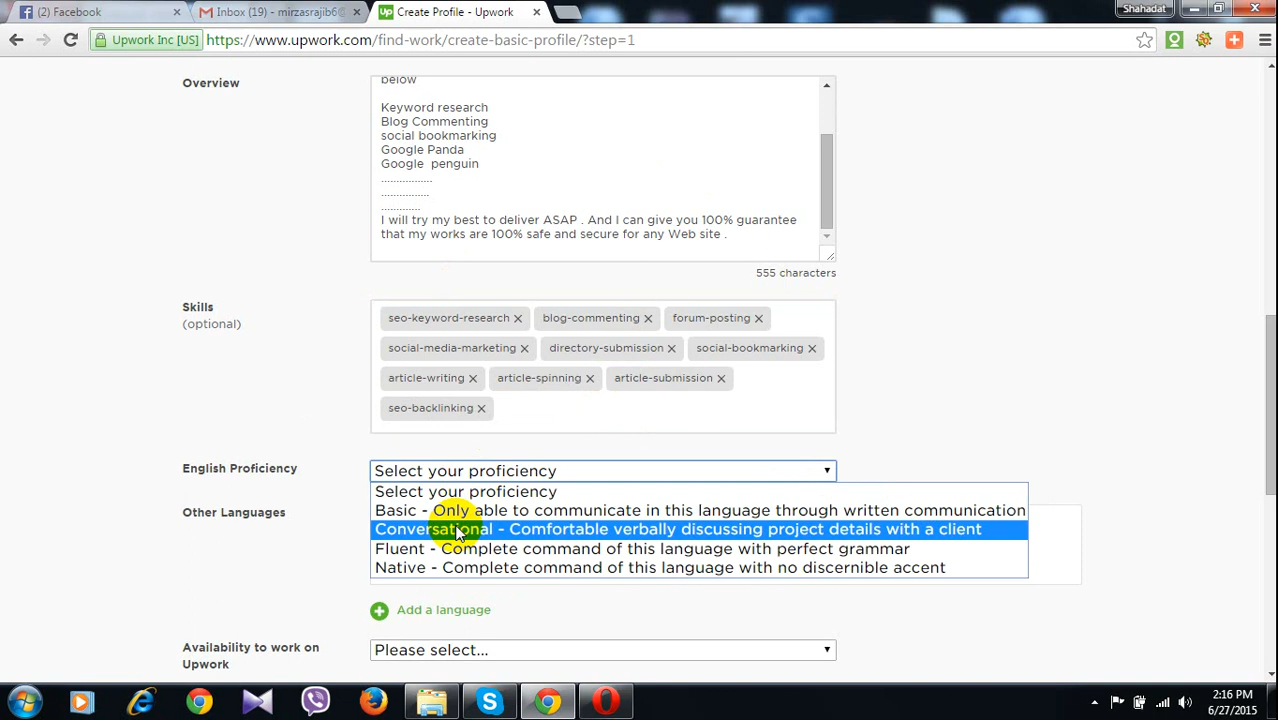 (2) Facebook
Inbox (19) - mirzasrajib6@
Create Profile - Upwork
Shahadat
Upwork Inc [US]
https://www.upwork.com/find-work/create-basic-profile/?step=1
Overview
below
Keyword research
Blog Commenting
social bookmarking
Google Panda
Google penguin
.................
................
.............
I will try my best to deliver ASAP . And I can give you 100% guarantee
that my works are 100% safe and secure for any Web site .
555 characters
Skills
(optional)
seo-keyword-research
blog-commenting
forum-posting
social-media-marketing
directory-submission
social-bookmarking
article-writing
article-spinning
article-submission
seo-backlinking
English Proficiency
Select your proficiency
Select your proficiency
Basic - Only able to communicate in this language through written communication
Conversational - Comfortable verbally discussing project details with a client
Fluent - Complete command of this language with perfect grammar
Native - Complete command of this language with no discernible accent
Other Languages
Add a language
Availability to work on
Upwork
Please select...
2:16 PM
6/27/2015